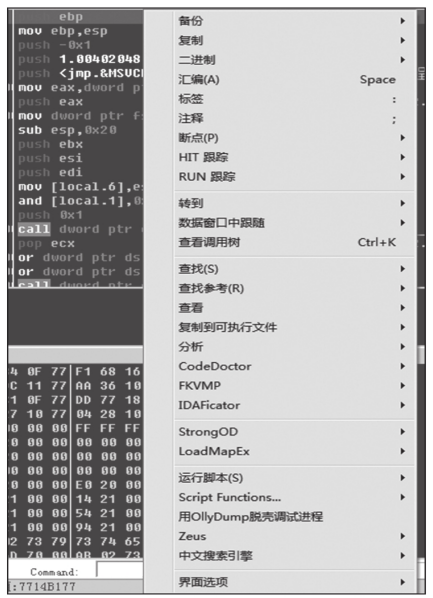 ebp
mov ebp,esp
push -0x1
push 1.00402048
push <jmp.&MSVC
mov eax,dword pt
push eax
mov dword ptr f
sub esp,0x20
push ebx
push esi
push edi
mov [local.6],e
and [local.1],0
push 0x1
call dword ptr
pop ecx
or dword ptr ds
or dword ptr ds
call dword ptr
备份
复制
二进制
汇编(A) Space
标签 :
注释 ;
断点(P)
HIT 跟踪
RUN 跟踪
转到
数据窗口中跟随
查看调用树 Ctrl+K
查找(S)
查找参考(R)
查看
复制到可执行文件
分析
CodeDoctor
FKVMP
IDAFicator
StrongOD
LoadMapEx
运行脚本(S)
Script Functions...
用OllyDump脱壳调试进程
Zeus
中文搜索引擎
界面选项
4 0F 77 F1 68 16
C 11 77 AA 36 10
1 0F 77 DD 77 18
7 10 77 04 28 10
0 00 00 FF FF FF
0 00 00 00 00 00
0 00 00 00 00 00
0 00 00 00 00 00
0 00 00 E0 20 00
1 00 00 14 21 00
1 00 00 54 21 00
1 00 00 94 21 00
2 73 79 73 74 65
D 70 00 AB 02 73
Command:
:7714B177